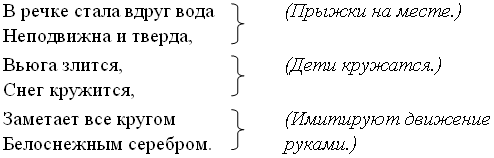 В речке стала вдруг вода (Прыжки на месте.)
Неподвижна и тверда,
Вьюга злится, (Дети кружатся.)
Снег кружится,
Заметает все кругом (Имитируют движение
Белоснежным серебром. руками.)